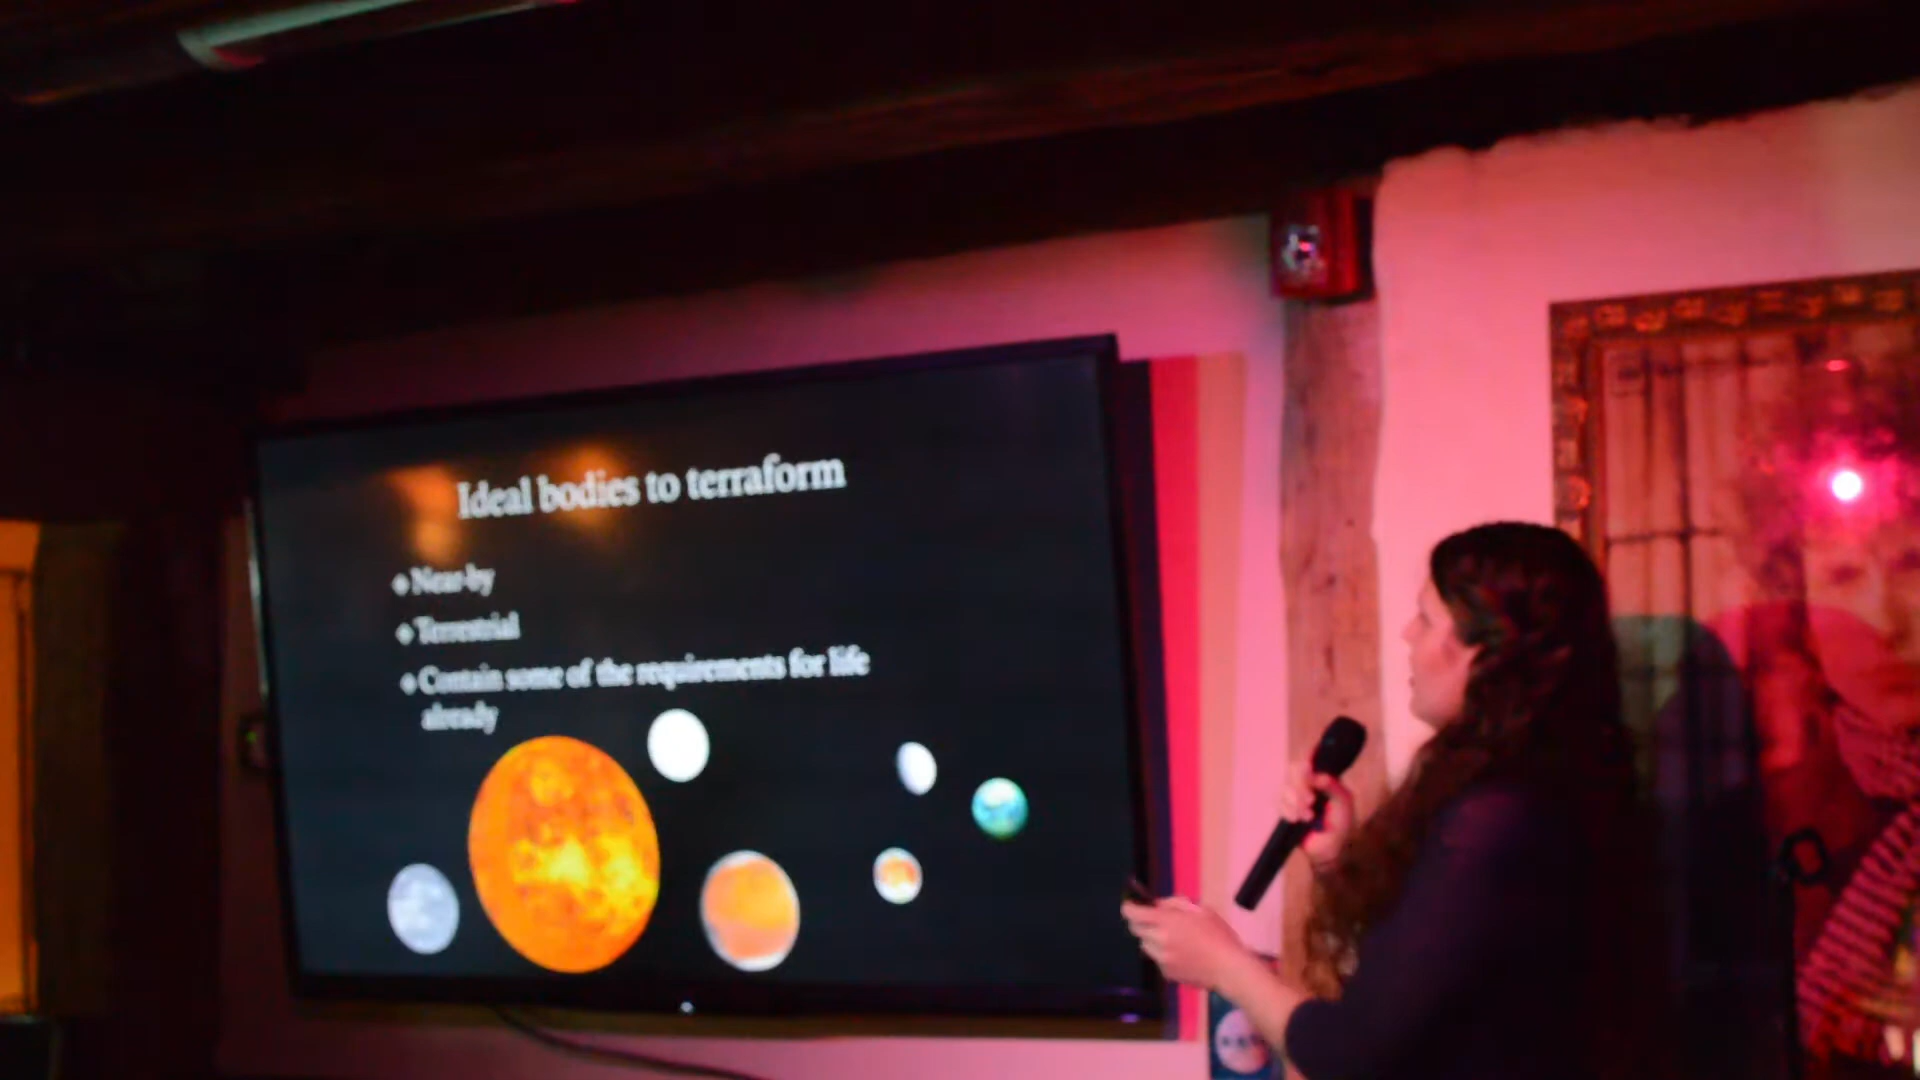 Ideal bodies to terraform
Near-by
Terrestrial
Contain some of the requirements for life
already